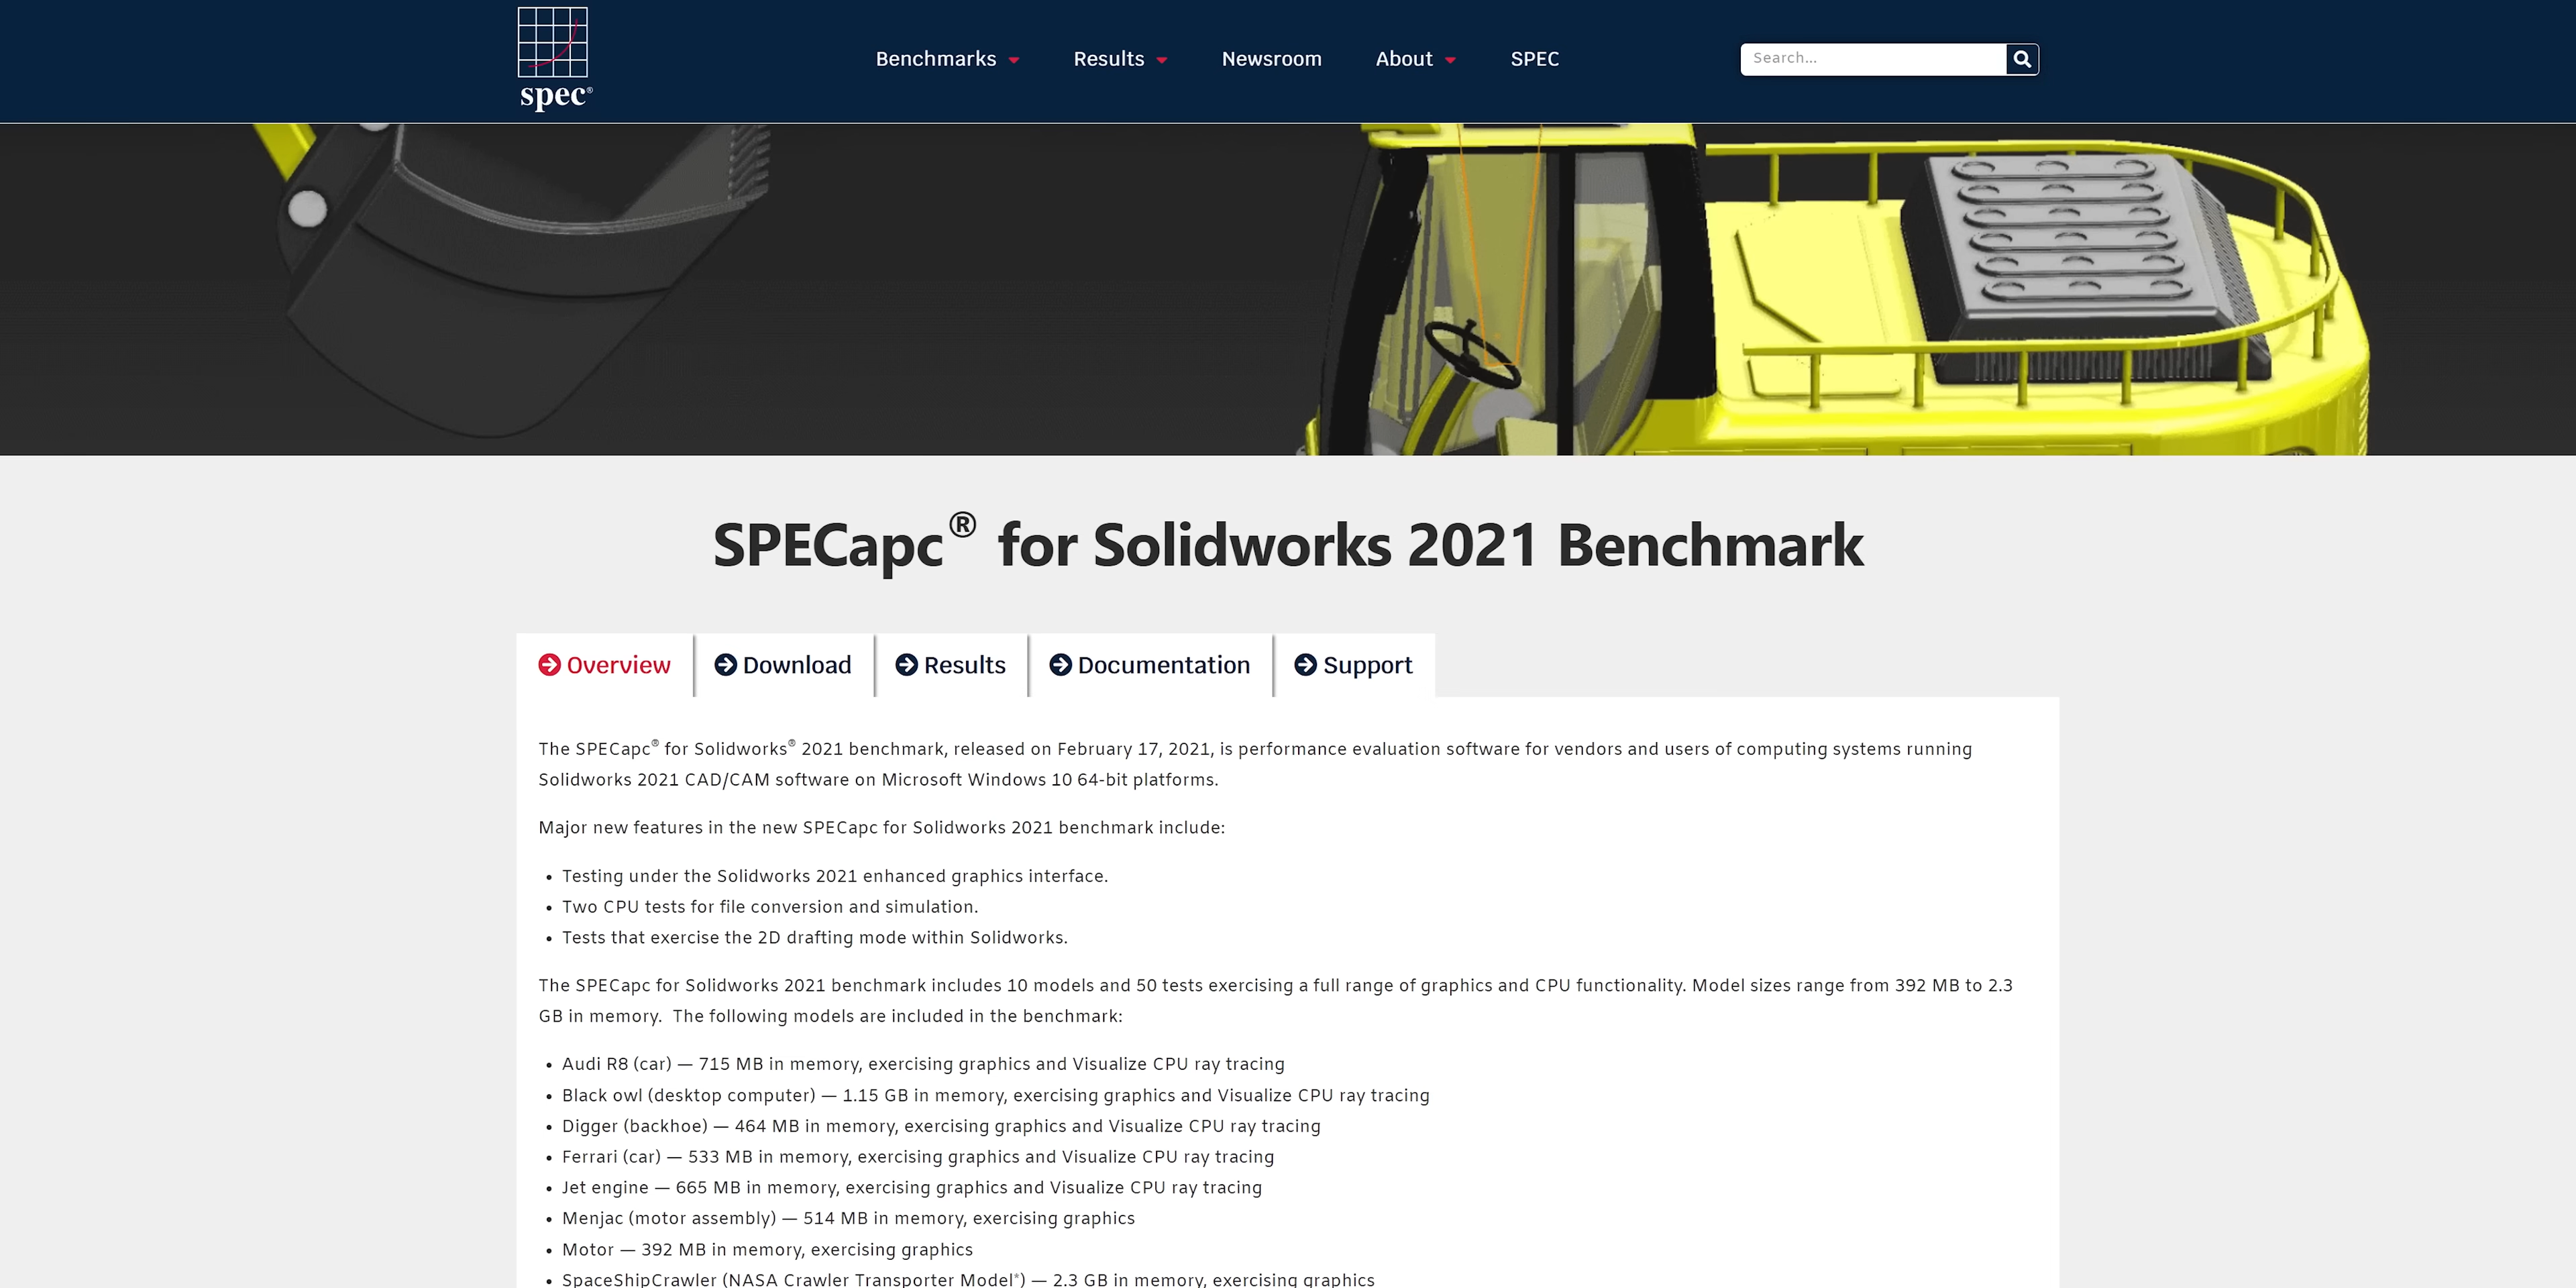 spec®
Benchmarks
Results
Newsroom
About
SPEC
Search...
SPECapc® for Solidworks 2021 Benchmark
Overview
Download
Results
Documentation
Support
The SPECapc® for Solidworks® 2021 benchmark, released on February 17, 2021, is performance evaluation software for vendors and users of computing systems running
Solidworks 2021 CAD/CAM software on Microsoft Windows 10 64-bit platforms.
Major new features in the new SPECapc for Solidworks 2021 benchmark include:
• Testing under the Solidworks 2021 enhanced graphics interface.
• Two CPU tests for file conversion and simulation.
• Tests that exercise the 2D drafting mode within Solidworks.
The SPECapc for Solidworks 2021 benchmark includes 10 models and 50 tests exercising a full range of graphics and CPU functionality. Model sizes range from 392 MB to 2.3
GB in memory.  The following models are included in the benchmark:
• Audi R8 (car) — 715 MB in memory, exercising graphics and Visualize CPU ray tracing
• Black owl (desktop computer) — 1.15 GB in memory, exercising graphics and Visualize CPU ray tracing
• Digger (backhoe) — 464 MB in memory, exercising graphics and Visualize CPU ray tracing
• Ferrari (car) — 533 MB in memory, exercising graphics and Visualize CPU ray tracing
• Jet engine — 665 MB in memory, exercising graphics and Visualize CPU ray tracing
• Menjac (motor assembly) — 514 MB in memory, exercising graphics
• Motor — 392 MB in memory, exercising graphics
• SpaceShipCrawler (NASA Crawler Transporter Model*) — 2.3 GB in memory, exercising graphics